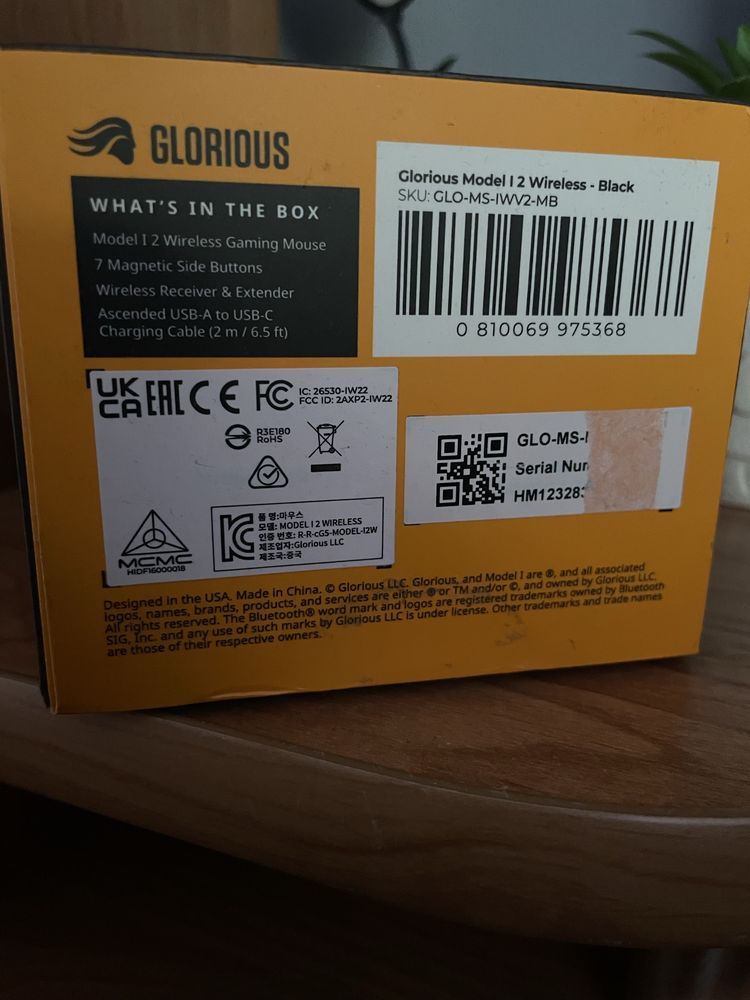 GLORIOUS
WHAT'S IN THE BOX
Model I 2 Wireless Gaming Mouse
7 Magnetic Side Buttons
Wireless Receiver & Extender
Ascended USB-A to USB-C
Charging Cable (2 m / 6.5 ft)
Glorious Model I 2 Wireless - Black
SKU: GLO-MS-IWV2-MB
0 810069 975368
UK CA EAC CE FC
IC: 26530-IW22
FCC ID: 2AXP2-IW22
R3E180
RoHS
MCMC
HIDF16000018
품 명:마우스
모델: MODEL I 2 WIRELESS
인증 번호: R-R-cG5-MODEL-I2W
제조업자:Glorious LLC
제조국:중국
GLO-MS-
Serial Nu
HM12328
Designed in the USA. Made in China. © Glorious LLC. Glorious, and Model I are ®, and all associated
logos, names, brands, products, and services are either ® or TM and/or ©, and owned by Glorious LLC.
All rights reserved. The Bluetooth® word mark and logos are registered trademarks owned by Bluetooth
SIG, Inc. and any use of such marks by Glorious LLC is under license. Other trademarks and trade names
are those of their respective owners.